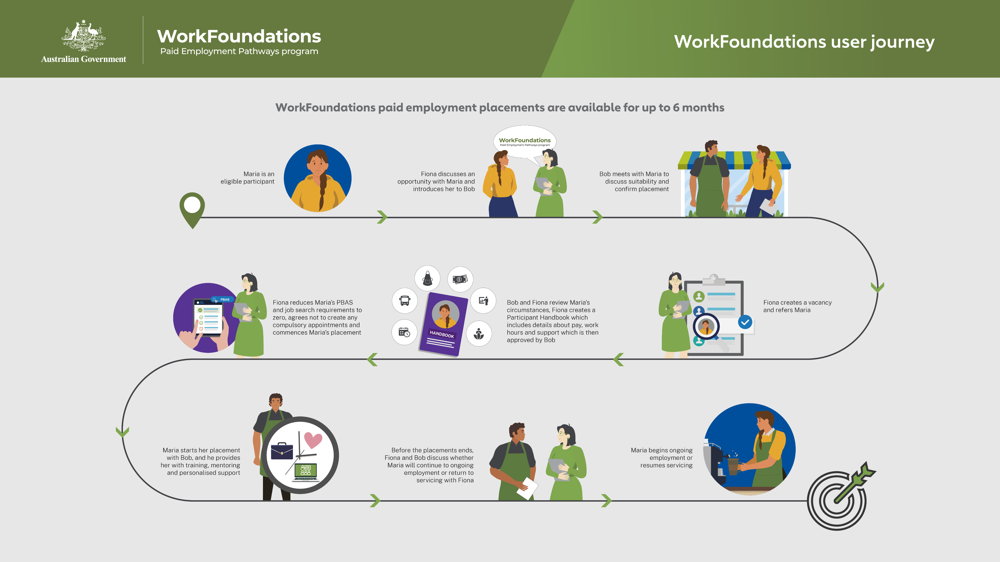 AUSTRALIA
Australian Government
WorkFoundations
Paid Employment Pathways program
WorkFoundations user journey
WorkFoundations paid employment placements are available for up to 6 months
Maria is an
eligible participant
Fiona discusses an
opportunity with Maria and
introduces her to Bob
WorkFoundations
Paid Employment Pathways program
Bob meets with Maria to
discuss suitability and
confirm placement
Fiona creates a vacancy
and refers Maria
Bob and Fiona review Maria’s
circumstances, Fiona creates a
Participant Handbook which
includes details about pay, work
hours and support which is then
approved by Bob
HANDBOOK
Fiona reduces Maria’s PBAS
and job search requirements to
zero, agrees not to create any
compulsory appointments and
commences Maria’s placement
PBAS
Maria starts her placement
with Bob, and he provides
her with training, mentoring
and personalised support
Before the placements ends,
Fiona and Bob discuss whether
Maria will continue to ongoing
employment or return to
servicing with Fiona
Maria begins ongoing
employment or
resumes servicing